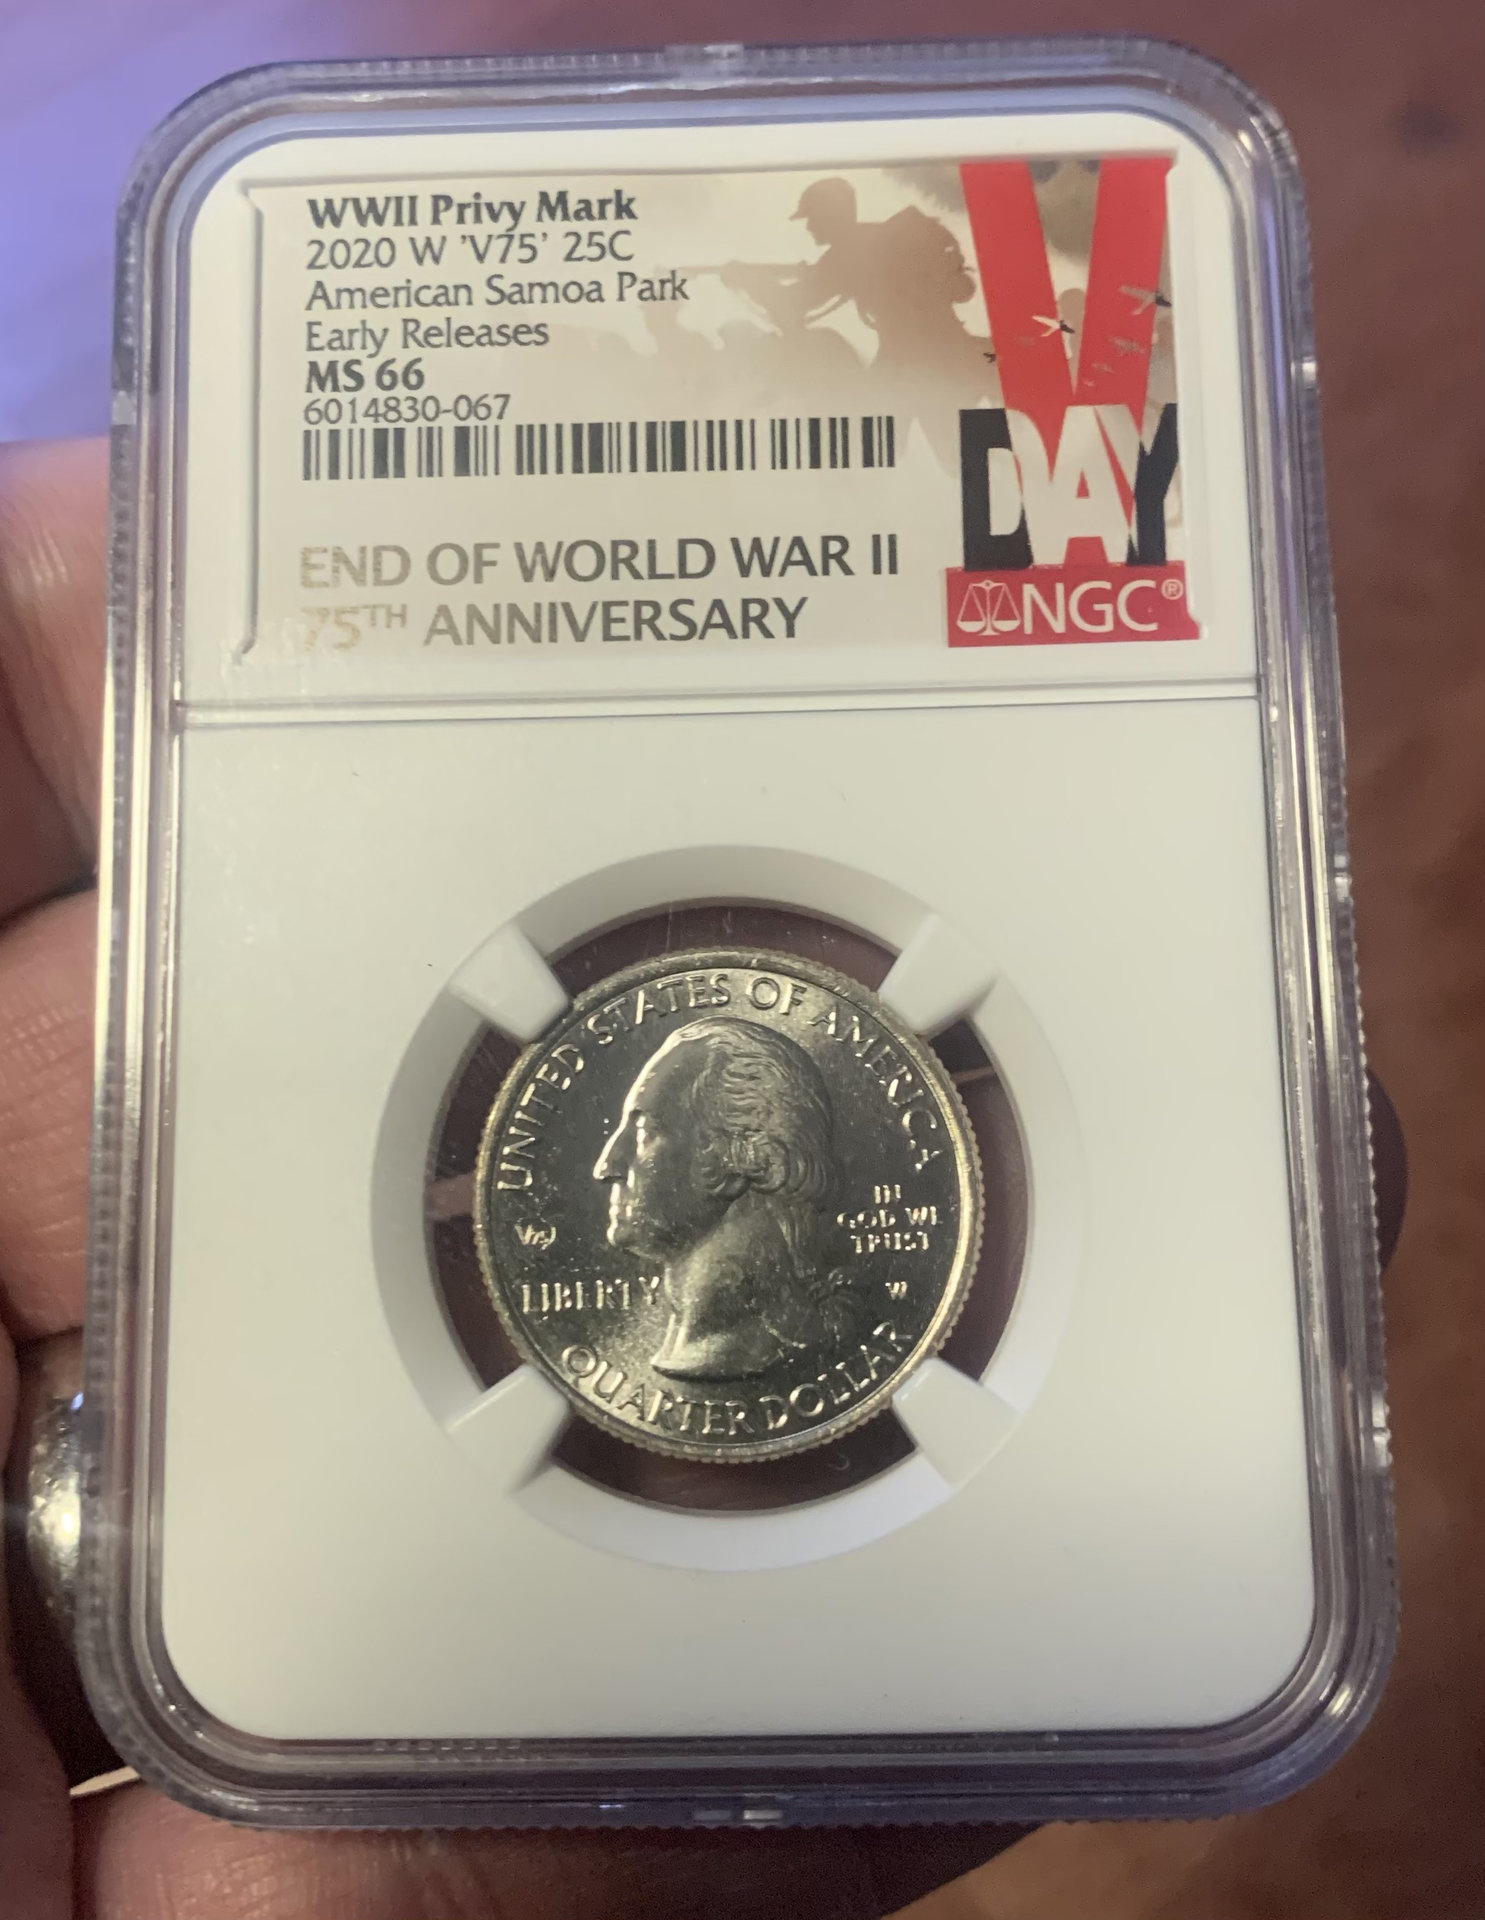 WWII Privy Mark
2020 W 'V75' 25C
American Samoa Park
Early Releases
MS 66
6014830-067
END OF WORLD WAR II
75TH ANNIVERSARY
V
DAY
NGC®
UNITED STATES OF AMERICA
IN
GOD WE
TRUST
LIBERTY
W
QUARTER DOLLAR